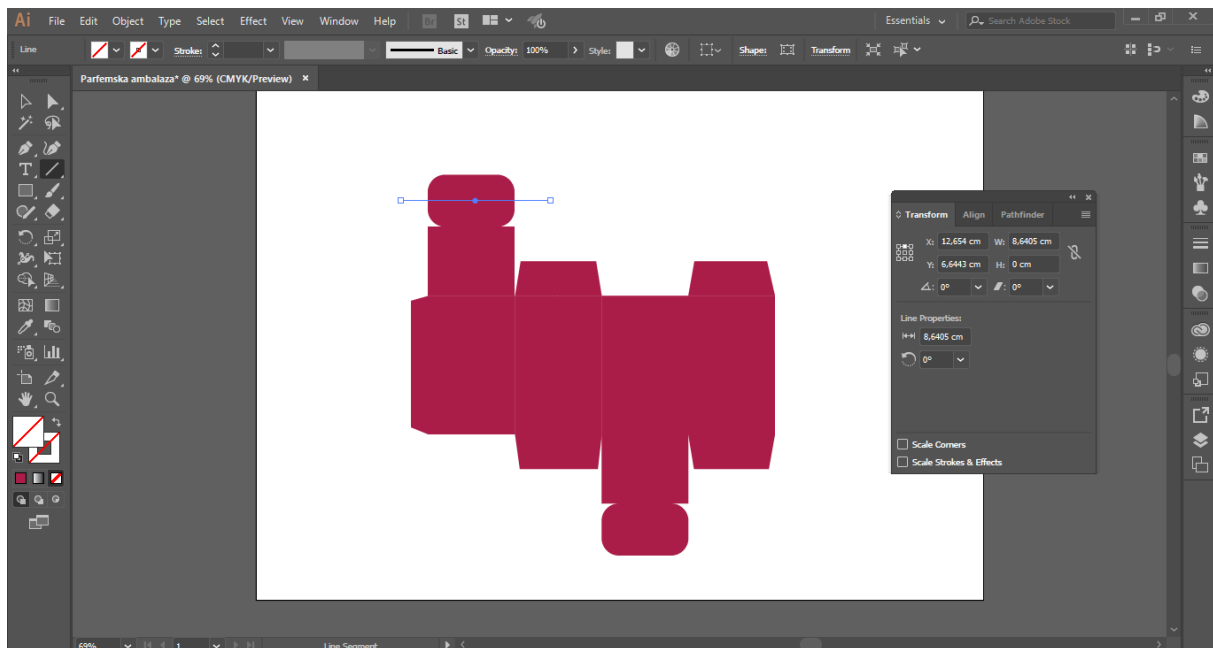 Ai File Edit Object Type Select Effect View Window Help Br St Essentials Search Adobe Stock
Line Stroke: Basic Opacity: 100% Style: Shape: Transform
Parfemska ambalaza* @ 69% (CMYK/Preview) ×
Transform Align Pathfinder
X: 12,654 cm W: 8,6405 cm
Y: 6,6443 cm H: 0 cm
0° 0°
Line Properties:
8,6405 cm
0°
Scale Corners
Scale Strokes & Effects
69% 1 Line Segment